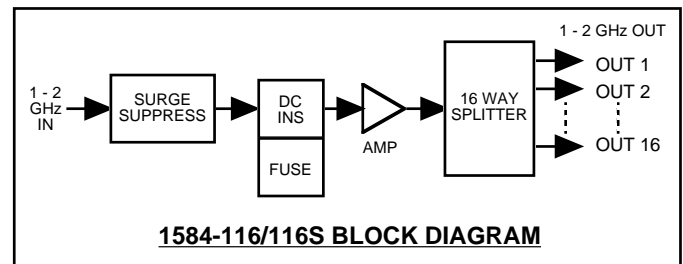 1 - 2 GHz OUT
1 - 2
GHz
IN
SURGE
SUPPRESS
DC
INS
FUSE
AMP
16 WAY
SPLITTER
OUT 1
OUT 2
OUT 16
1584-116/116S BLOCK DIAGRAM